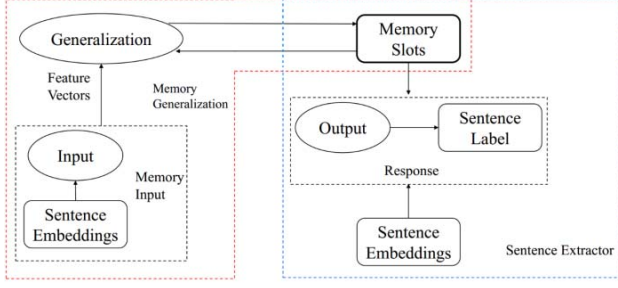 Generalization
Memory
Slots
Feature
Vectors
Memory
Generalization
Input
Memory
Input
Sentence
Embeddings
Output
Sentence
Label
Response
Sentence
Embeddings
Sentence Extractor